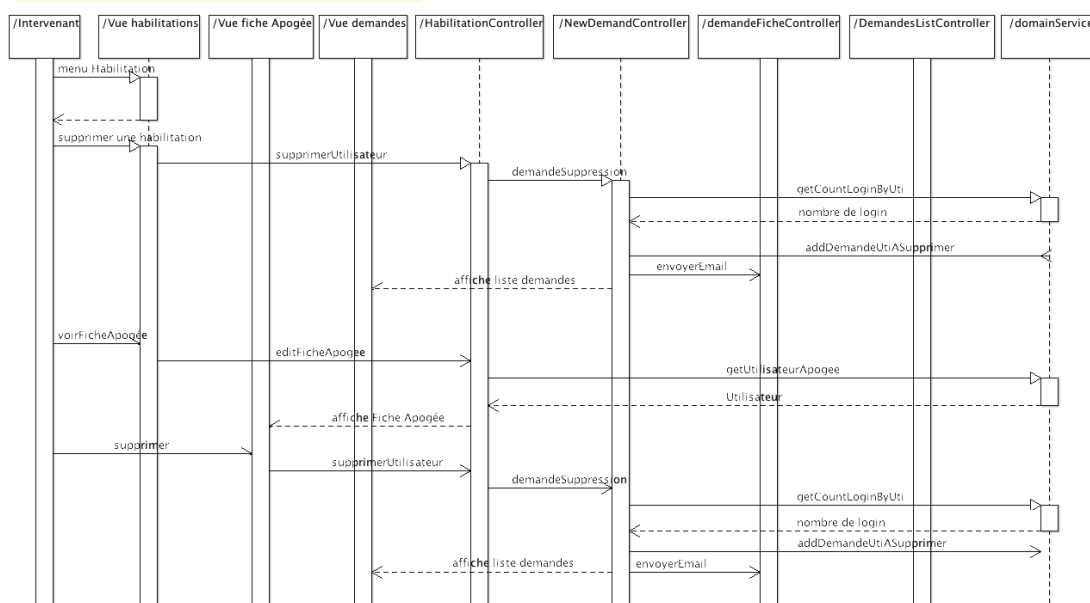 /Intervenant /Vue habilitations /Vue fiche Apogée /Vue demandes /HabilitationController /NewDemandController /demandeFicheController /DemandesListController /domainService
menu Habilitation
supprimer une habilitation
supprimerUtilisateur
demandeSuppression
getCountLoginByUti
nombre de login
addDemandeUtiASupprimer
envoyerEmail
affiche liste demandes
voirFicheApogée
editFicheApogee
getUtilisateurApogee
Utilisateur
affiche Fiche Apogée
supprimer
supprimerUtilisateur
demandeSuppression
getCountLoginByUti
nombre de login
addDemandeUtiASupprimer
affiche liste demandes envoyerEmail